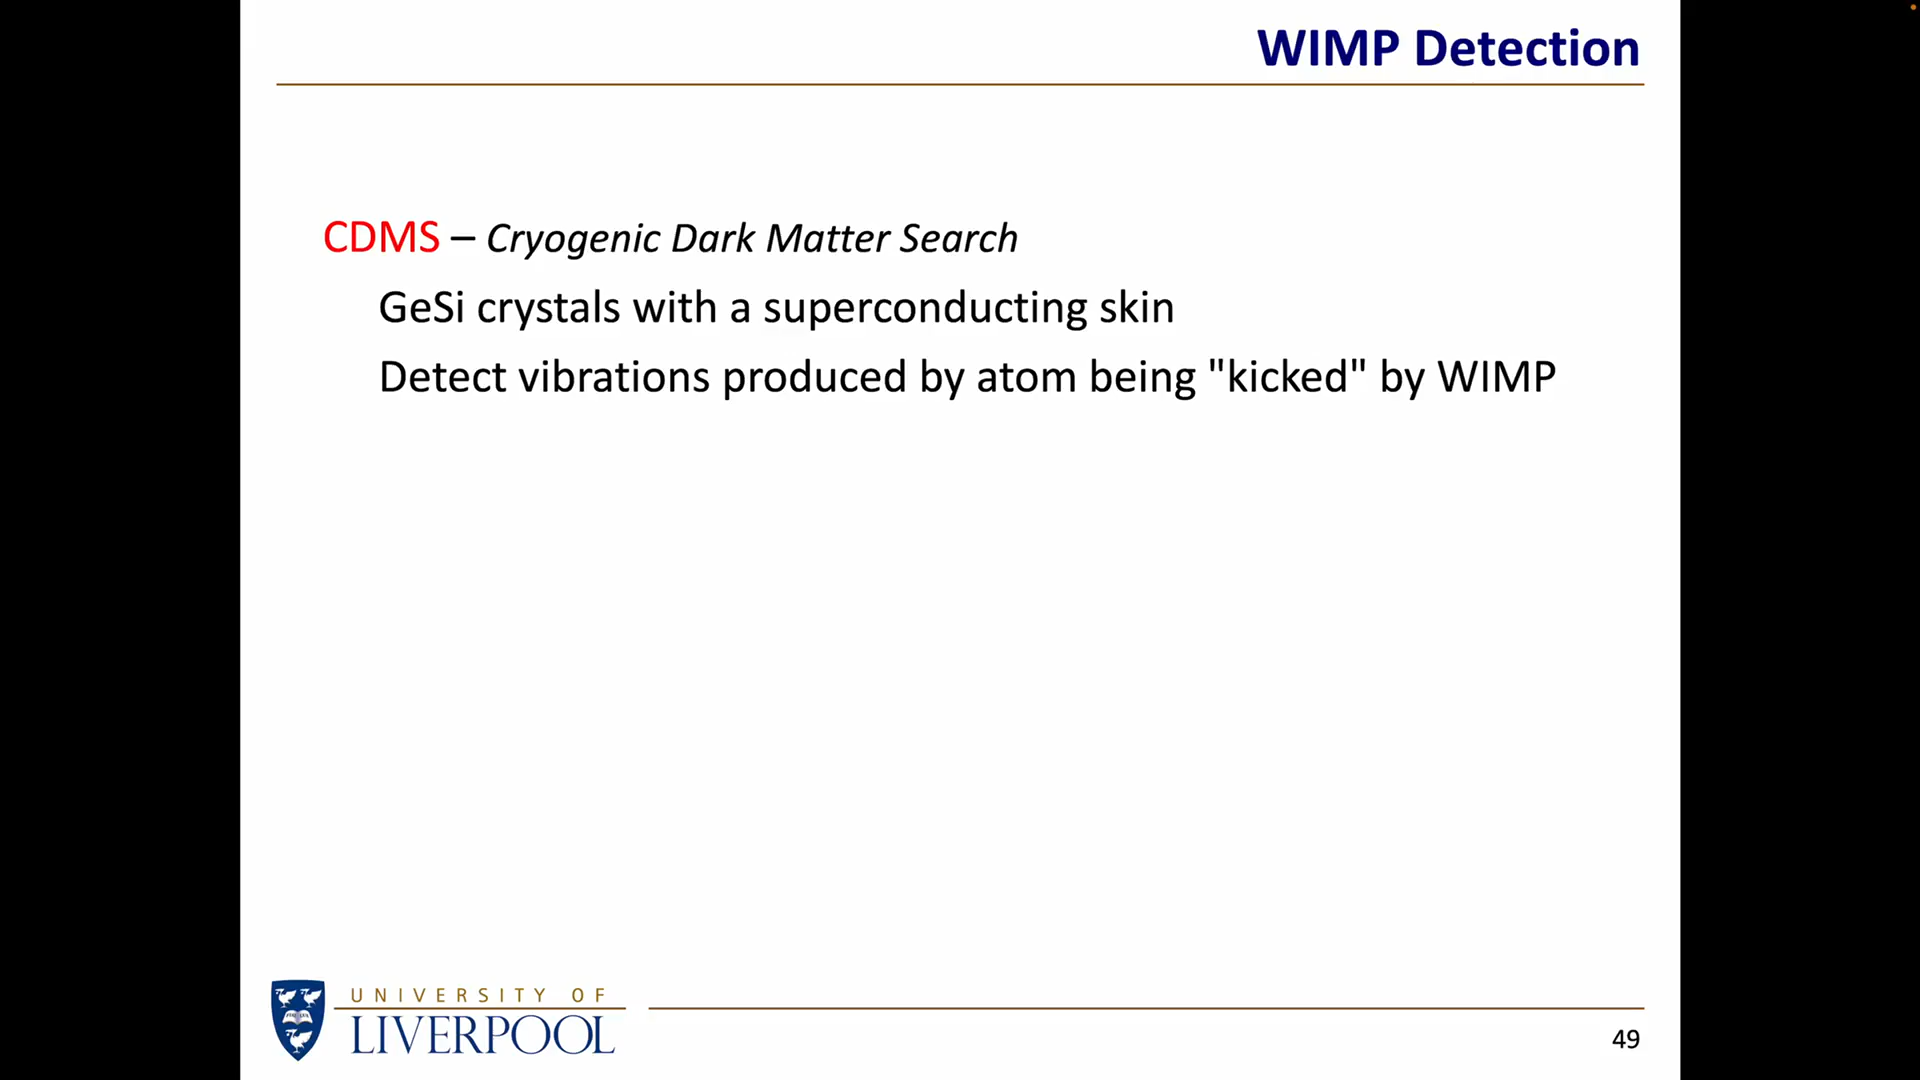 WIMP Detection
CDMS – Cryogenic Dark Matter Search
GeSi crystals with a superconducting skin
Detect vibrations produced by atom being "kicked" by WIMP
UNIVERSITY OF
LIVERPOOL
49